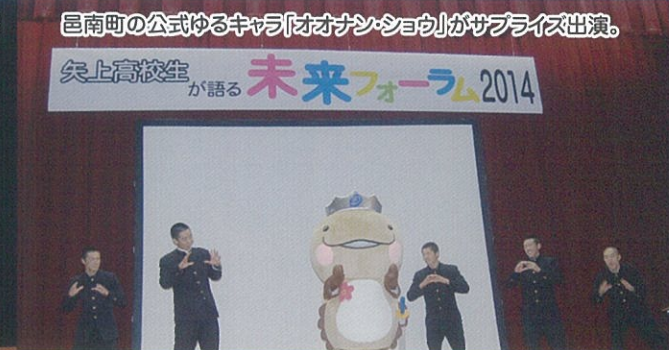 邑南町の公式ゆるキャラ「オオナン・ショウ」がサプライズ出演。
矢上高校生が語る未来フォーラム2014